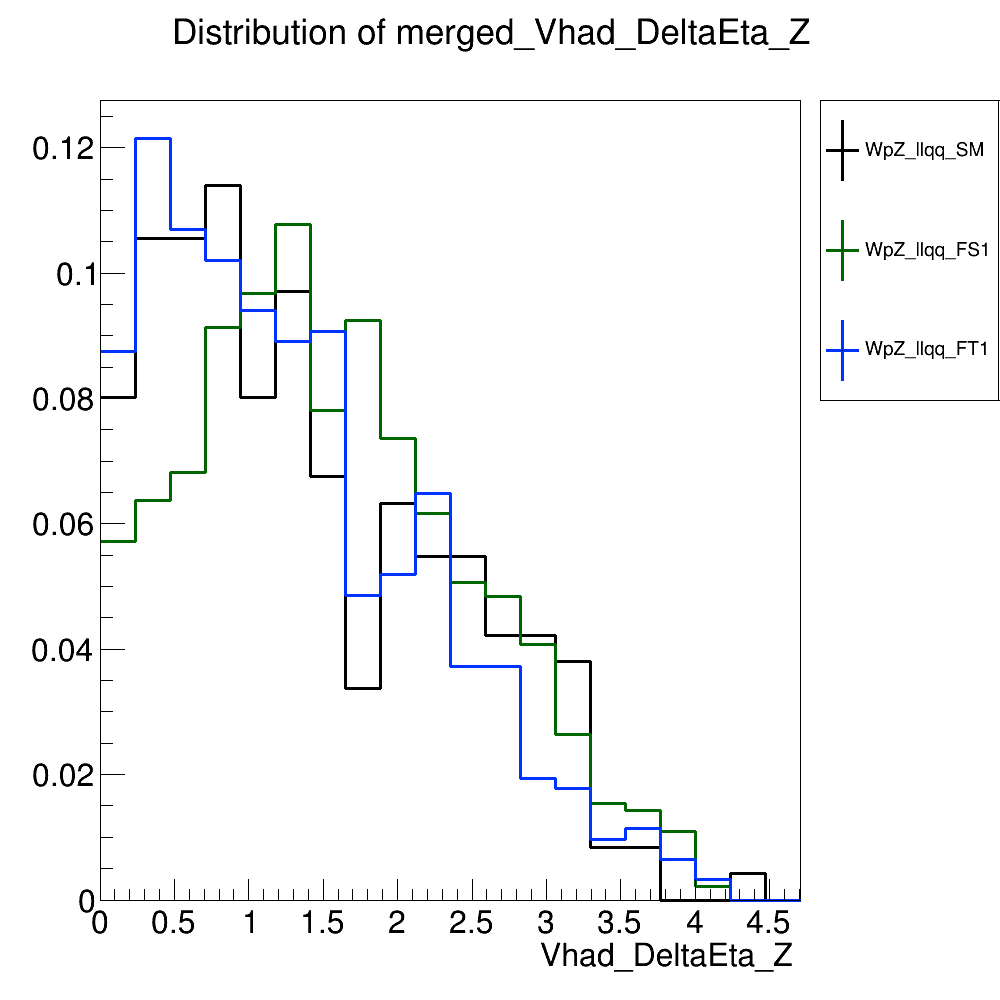 Distribution of merged_Vhad_DeltaEta_Z
0.12
0.1
0.08
0.06
0.04
0.02
0
0 0.5 1 1.5 2 2.5 3 3.5 4 4.5
Vhad_DeltaEta_Z
WpZ_llqq_SM
WpZ_llqq_FS1
WpZ_llqq_FT1